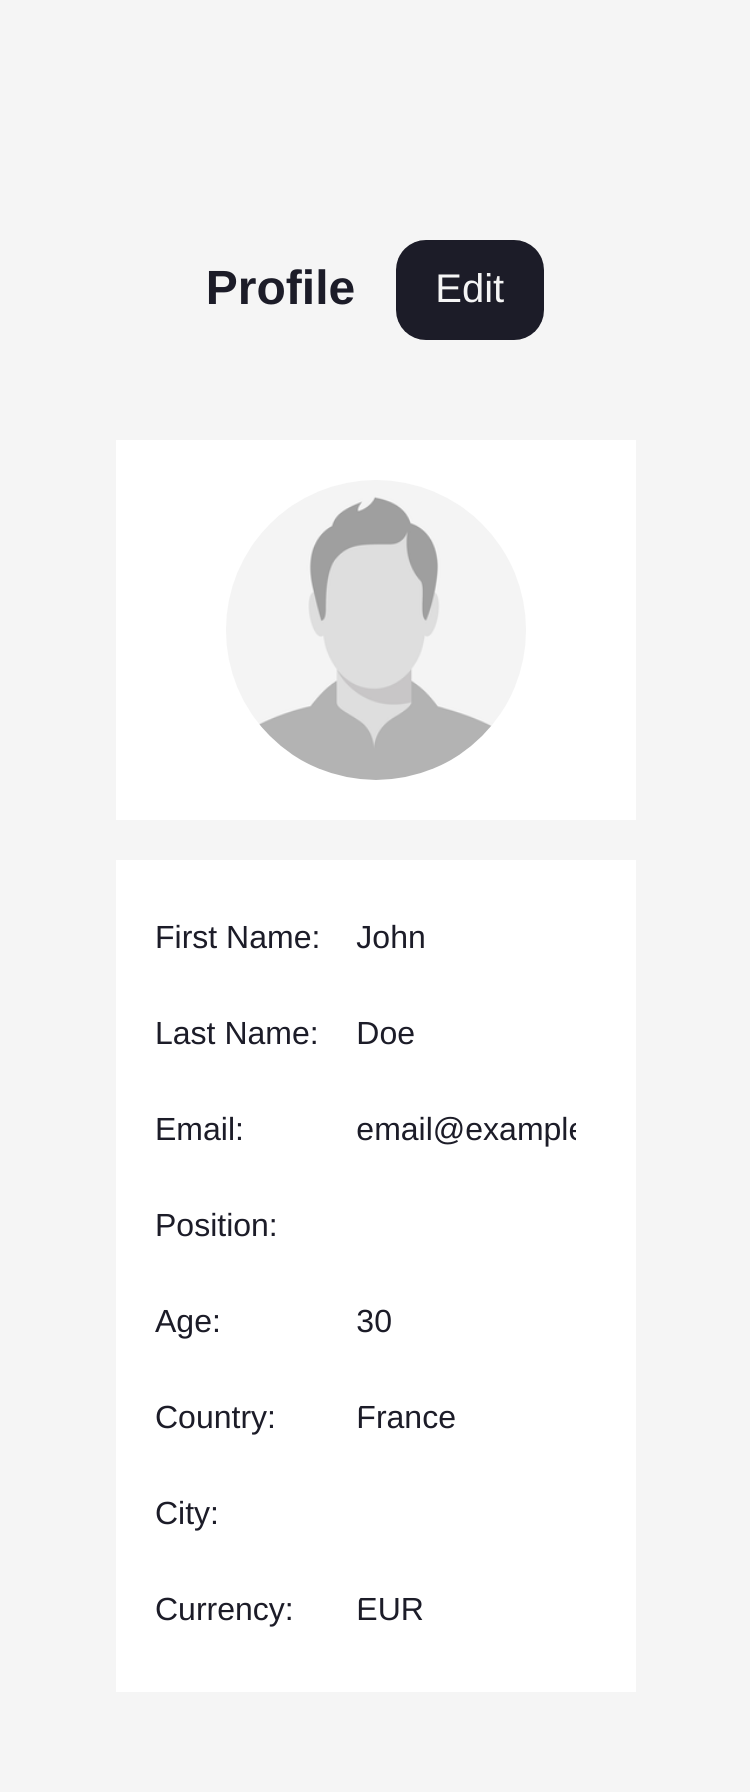 Profile Edit
First Name: John
Last Name: Doe
Email: email@example
Position:
Age: 30
Country: France
City:
Currency: EUR